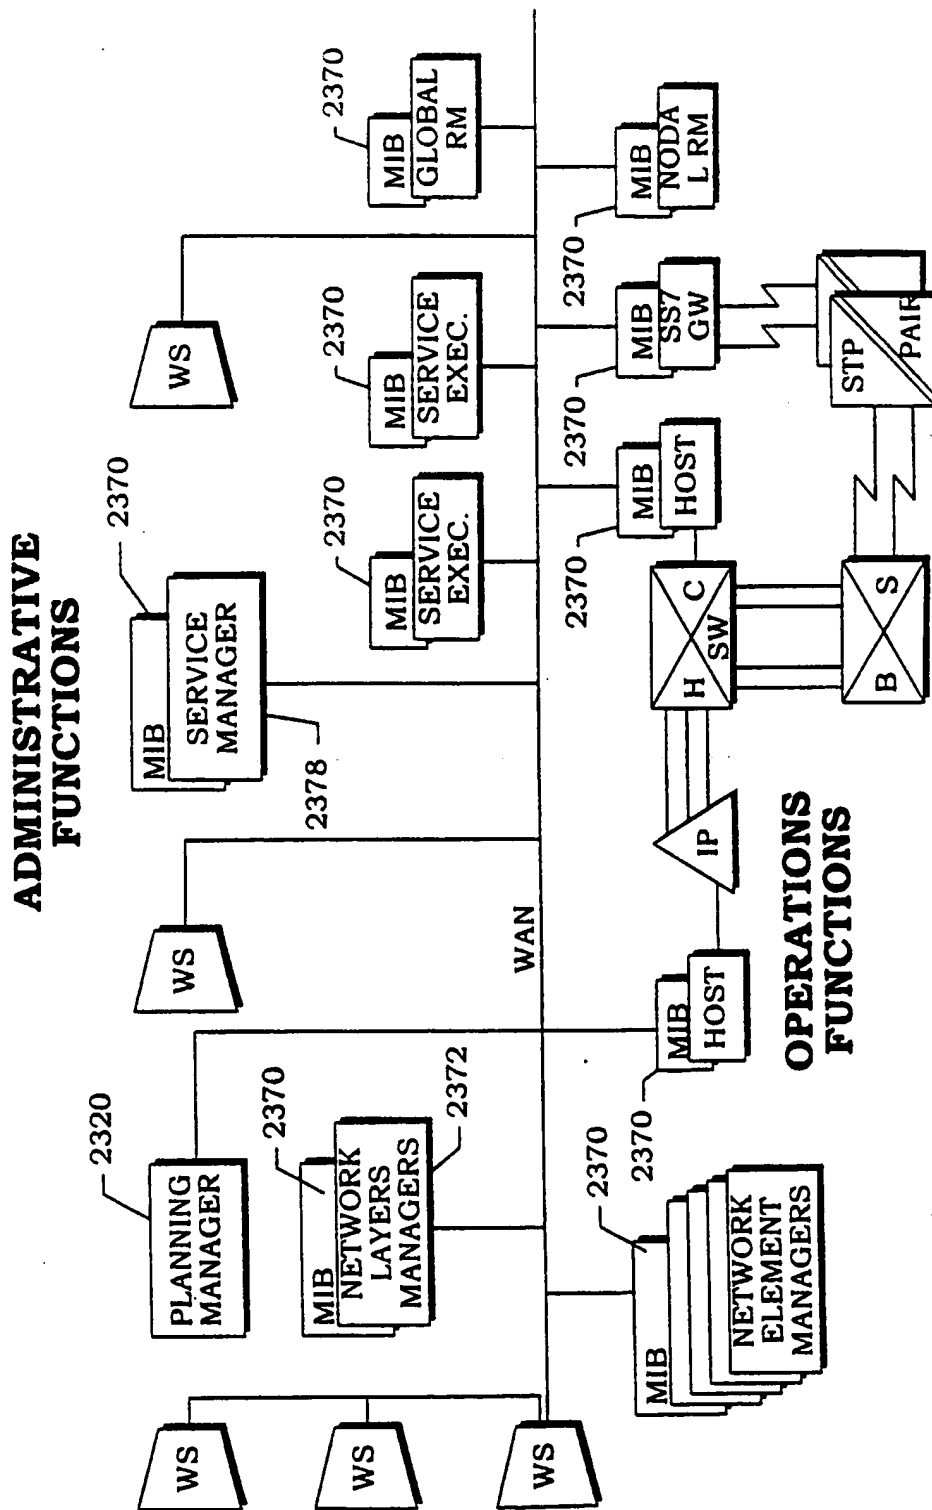 ADMINISTRATIVE
FUNCTIONS
WS
WS
WS
2320
PLANNING
MANAGER
2370
MIB
NETWORK
LAYERS
MANAGERS
2372
WS
2370
MIB
SERVICE
MANAGER
2378
2370
MIB
SERVICE
EXEC.
2370
MIB
SERVICE
EXEC.
WS
2370
MIB
GLOBAL
RM
WAN
2370
MIB
NETWORK
ELEMENT
MANAGERS
2370
MIB
HOST
IP
H SW C
2370
MIB
HOST
B S
2370
MIB
SS7
GW
STP
PAIR
2370
MIB
NODA
L RM
OPERATIONS
FUNCTIONS